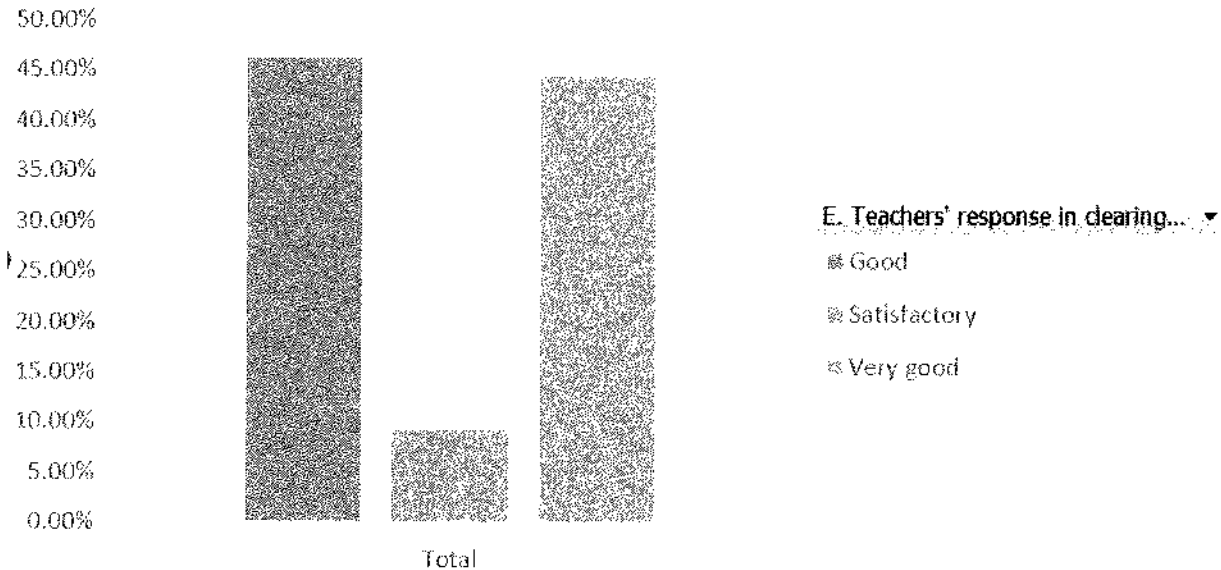 50.00%
45.00%
40.00%
35.00%
30.00%
25.00%
20.00%
15.00%
10.00%
5.00%
0.00%
Total
E. Teachers' response in clearing...
Good
Satisfactory
Very good